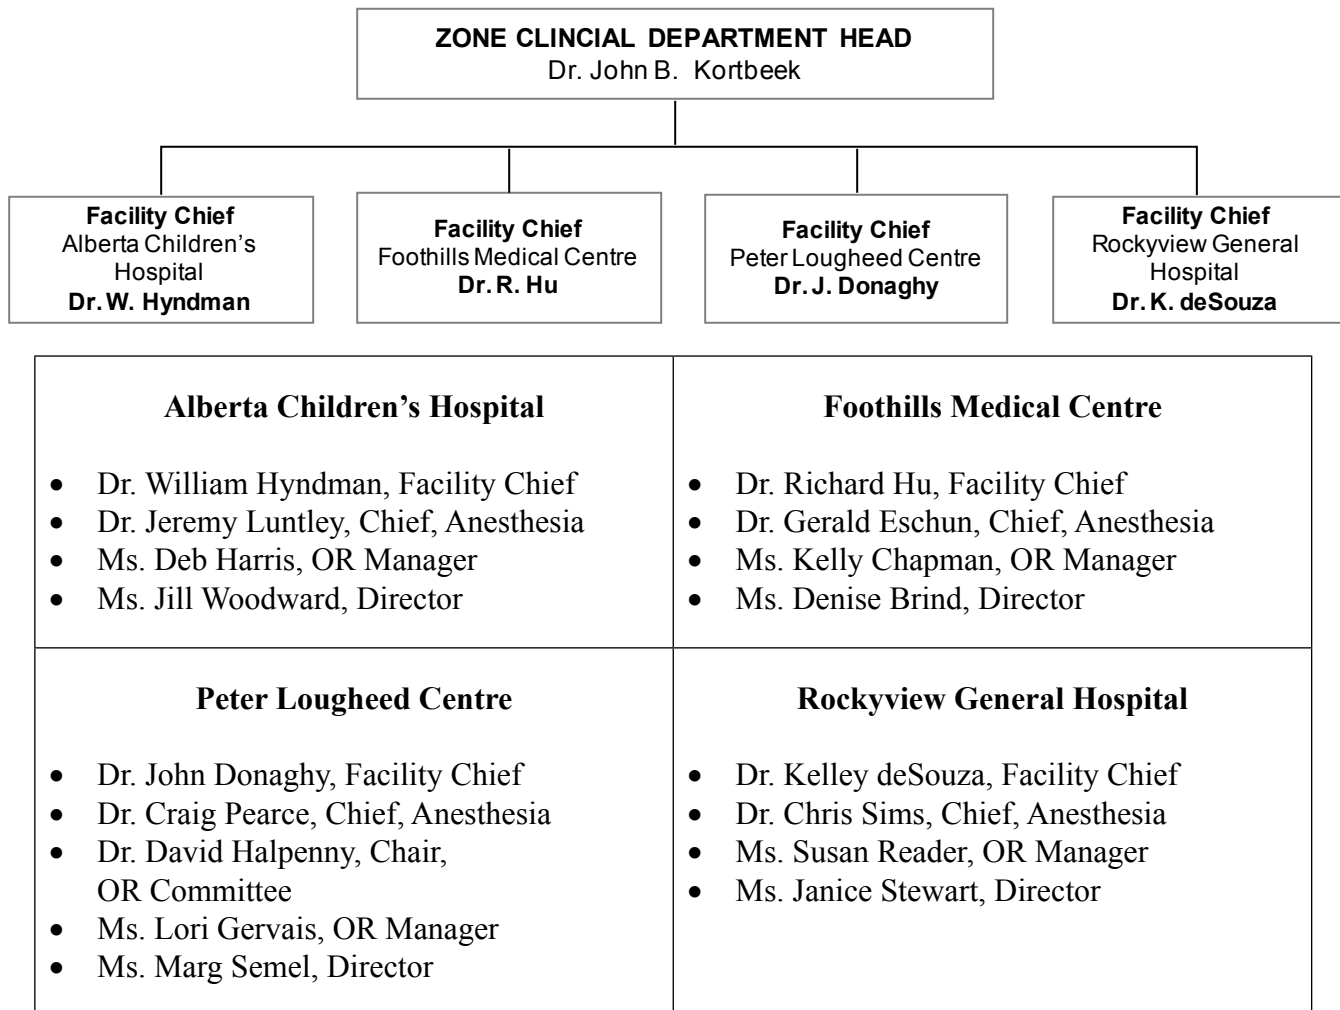 ZONE CLINCIAL DEPARTMENT HEAD
Dr. John B. Kortbeek
Facility Chief
Alberta Children's
Hospital
Dr. W. Hyndman
Facility Chief
Foothills Medical Centre
Dr. R. Hu
Facility Chief
Peter Lougheed Centre
Dr. J. Donaghy
Facility Chief
Rockyview General
Hospital
Dr. K. deSouza
Alberta Children’s Hospital
• Dr. William Hyndman, Facility Chief
• Dr. Jeremy Luntley, Chief, Anesthesia
• Ms. Deb Harris, OR Manager
• Ms. Jill Woodward, Director
Foothills Medical Centre
• Dr. Richard Hu, Facility Chief
• Dr. Gerald Eschun, Chief, Anesthesia
• Ms. Kelly Chapman, OR Manager
• Ms. Denise Brind, Director
Peter Lougheed Centre
• Dr. John Donaghy, Facility Chief
• Dr. Craig Pearce, Chief, Anesthesia
• Dr. David Halpenny, Chair,
OR Committee
• Ms. Lori Gervais, OR Manager
• Ms. Marg Semel, Director
Rockyview General Hospital
• Dr. Kelley deSouza, Facility Chief
• Dr. Chris Sims, Chief, Anesthesia
• Ms. Susan Reader, OR Manager
• Ms. Janice Stewart, Director